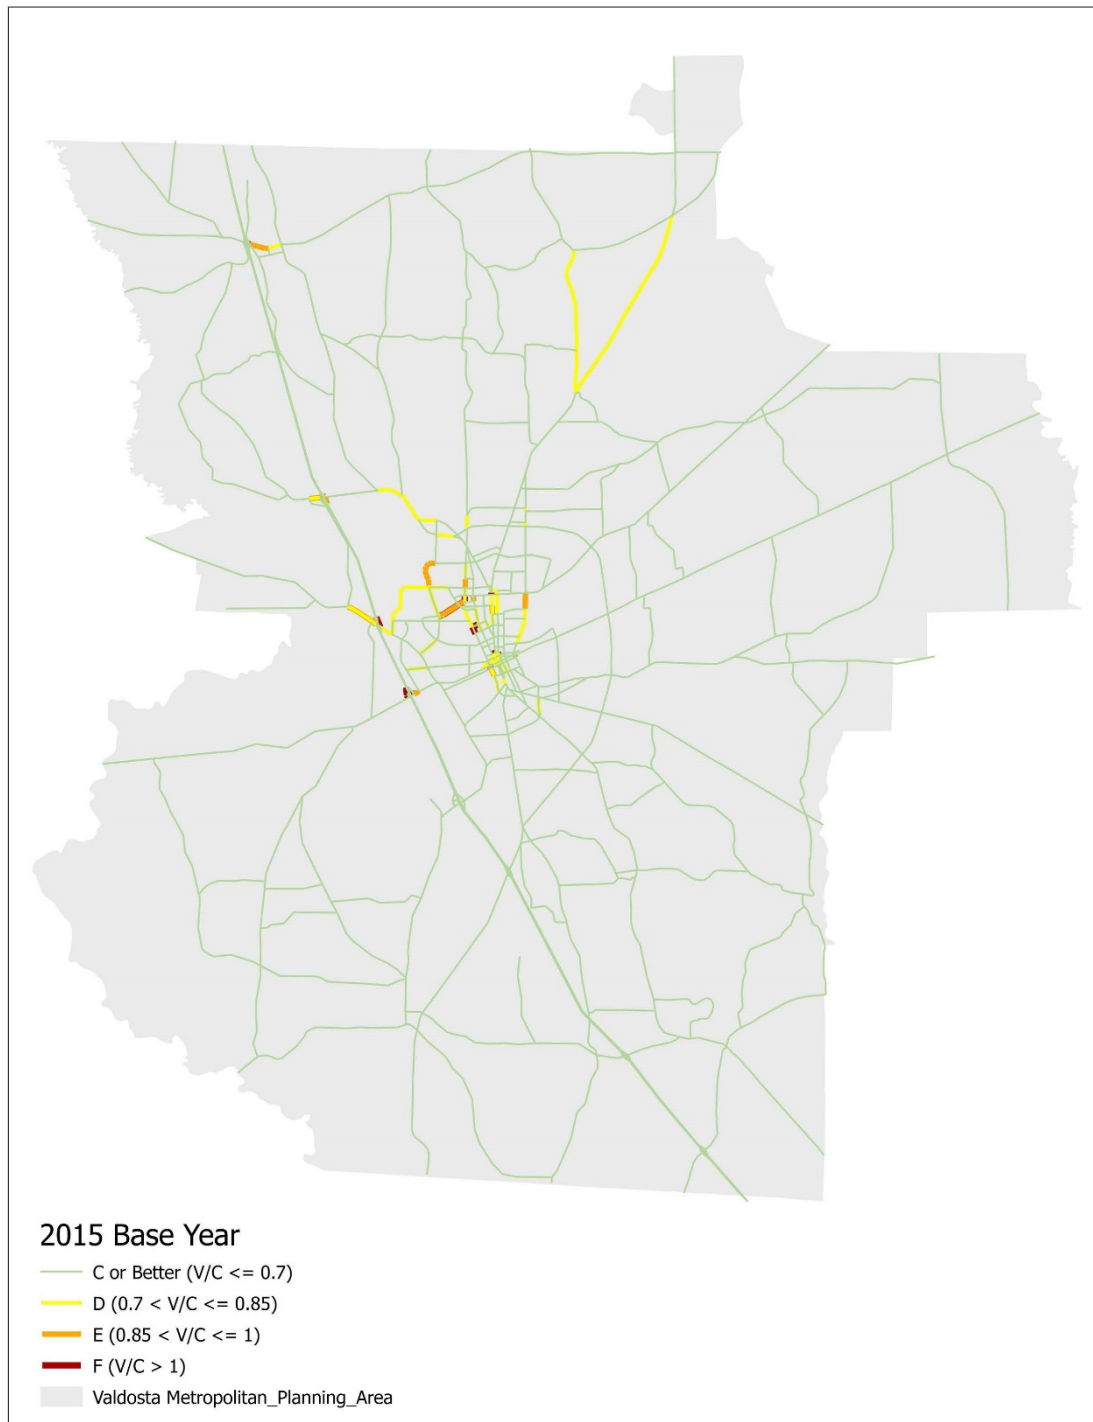 2015 Base Year
C or Better (V/C <= 0.7)
D (0.7 < V/C <= 0.85)
E (0.85 < V/C <= 1)
F (V/C > 1)
Valdosta Metropolitan_Planning_Area